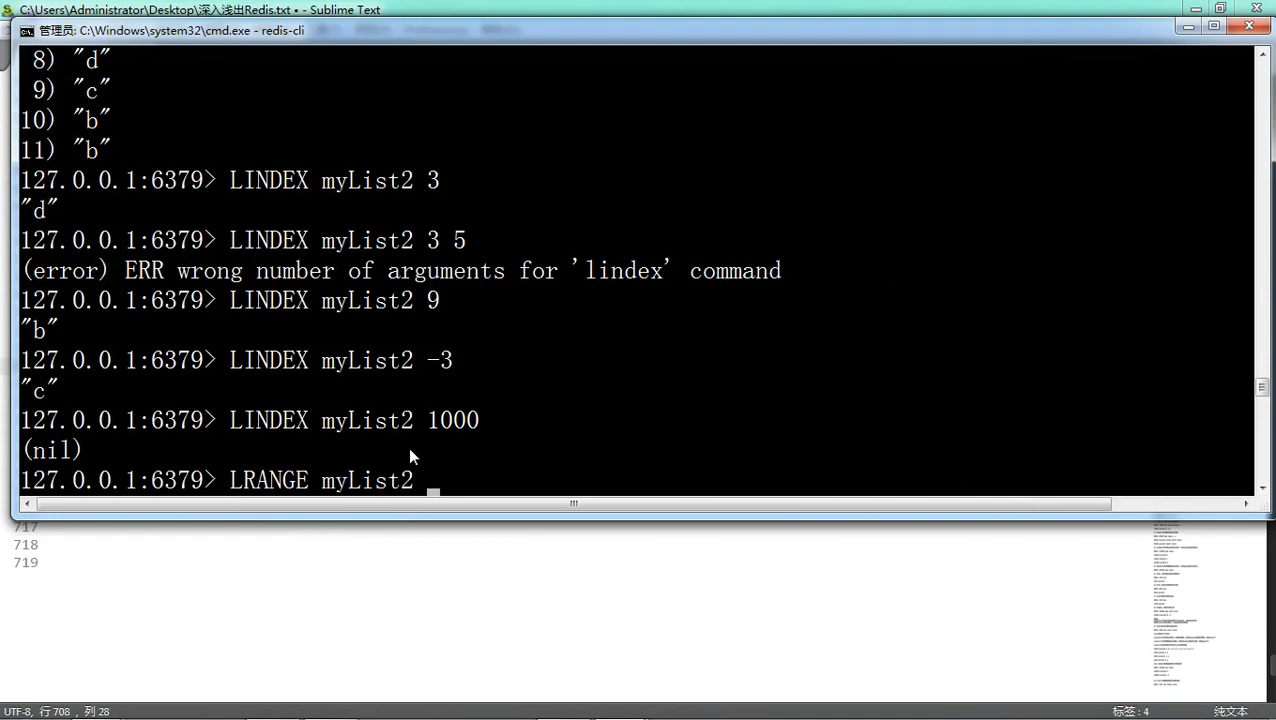 C:\Users\Administrator\Desktop\深入浅出Redis.txt • - Sublime Text
管理员: C:\Windows\system32\cmd.exe - redis-cli
8) "d"
9) "c"
10) "b"
11) "b"
127.0.0.1:6379> LINDEX myList2 3
"d"
127.0.0.1:6379> LINDEX myList2 3 5
(error) ERR wrong number of arguments for 'lindex' command
127.0.0.1:6379> LINDEX myList2 9
"b"
127.0.0.1:6379> LINDEX myList2 -3
"c"
127.0.0.1:6379> LINDEX myList2 1000
(nil)
127.0.0.1:6379> LRANGE myList2
717
718
719
UTF-8, 行 708, 列 28
标签: 4
纯文本